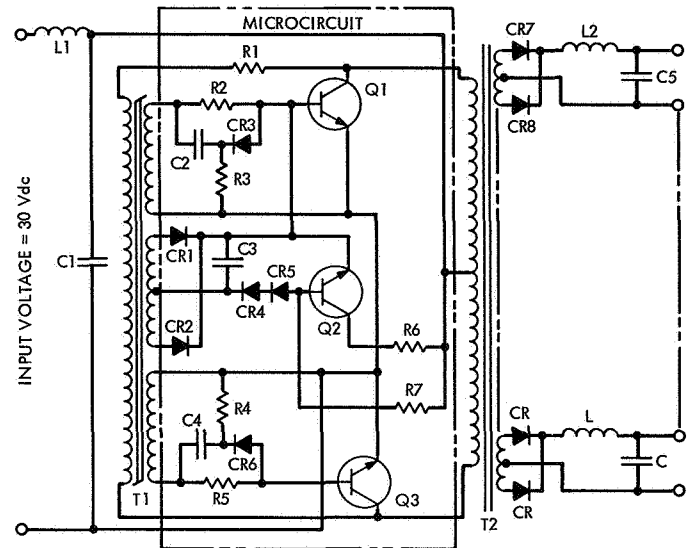 MICROCIRCUIT
L1
R1
CR7
L2
R2
Q1
C5
CR3
CR8
C2
R3
INPUT VOLTAGE = 30 Vdc
C1
CR1
C3
CR5
CR4
Q2
CR2
R6
R7
C4
R4
CR
L
CR6
R5
C
T1
Q3
CR
T2